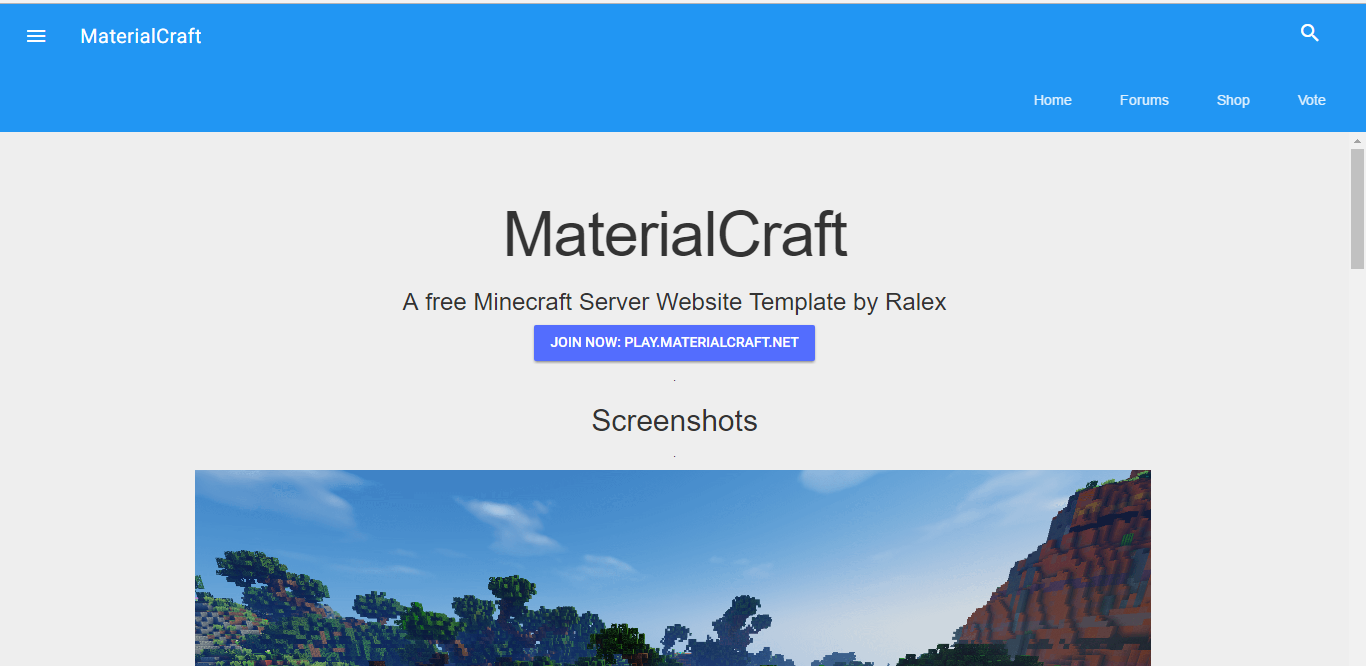 MaterialCraft
Home Forums Shop Vote
MaterialCraft
A free Minecraft Server Website Template by Ralex
JOIN NOW: PLAY.MATERIALCRAFT.NET
.
Screenshots
.